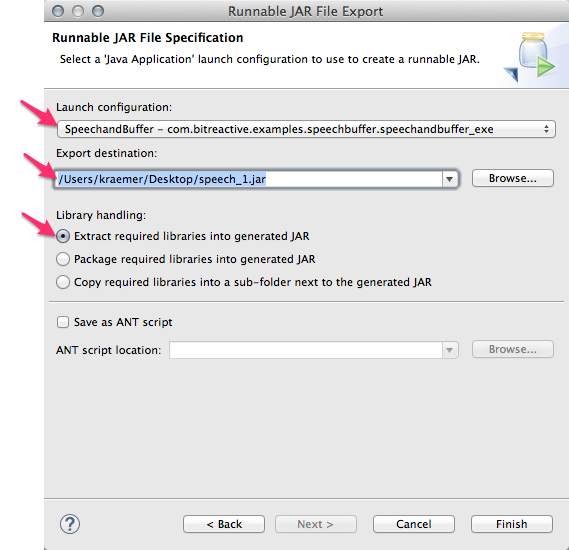 Runnable JAR File Export
Runnable JAR File Specification
Select a 'Java Application' launch configuration to use to create a runnable JAR.
Launch configuration:
SpeechandBuffer – com.bitreactive.examples.speechbuffer.speechandbuffer_exe
Export destination:
/Users/kraemer/Desktop/speech_1.jar
Browse...
Library handling:
Extract required libraries into generated JAR
Package required libraries into generated JAR
Copy required libraries into a sub-folder next to the generated JAR
Save as ANT script
ANT script location:
Browse...
?
< Back
Next >
Cancel
Finish